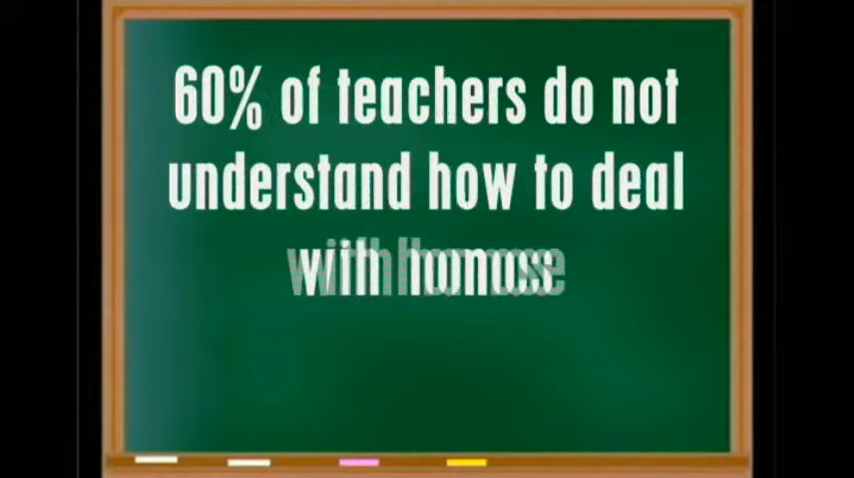 60% of teachers do not
understand how to deal
with